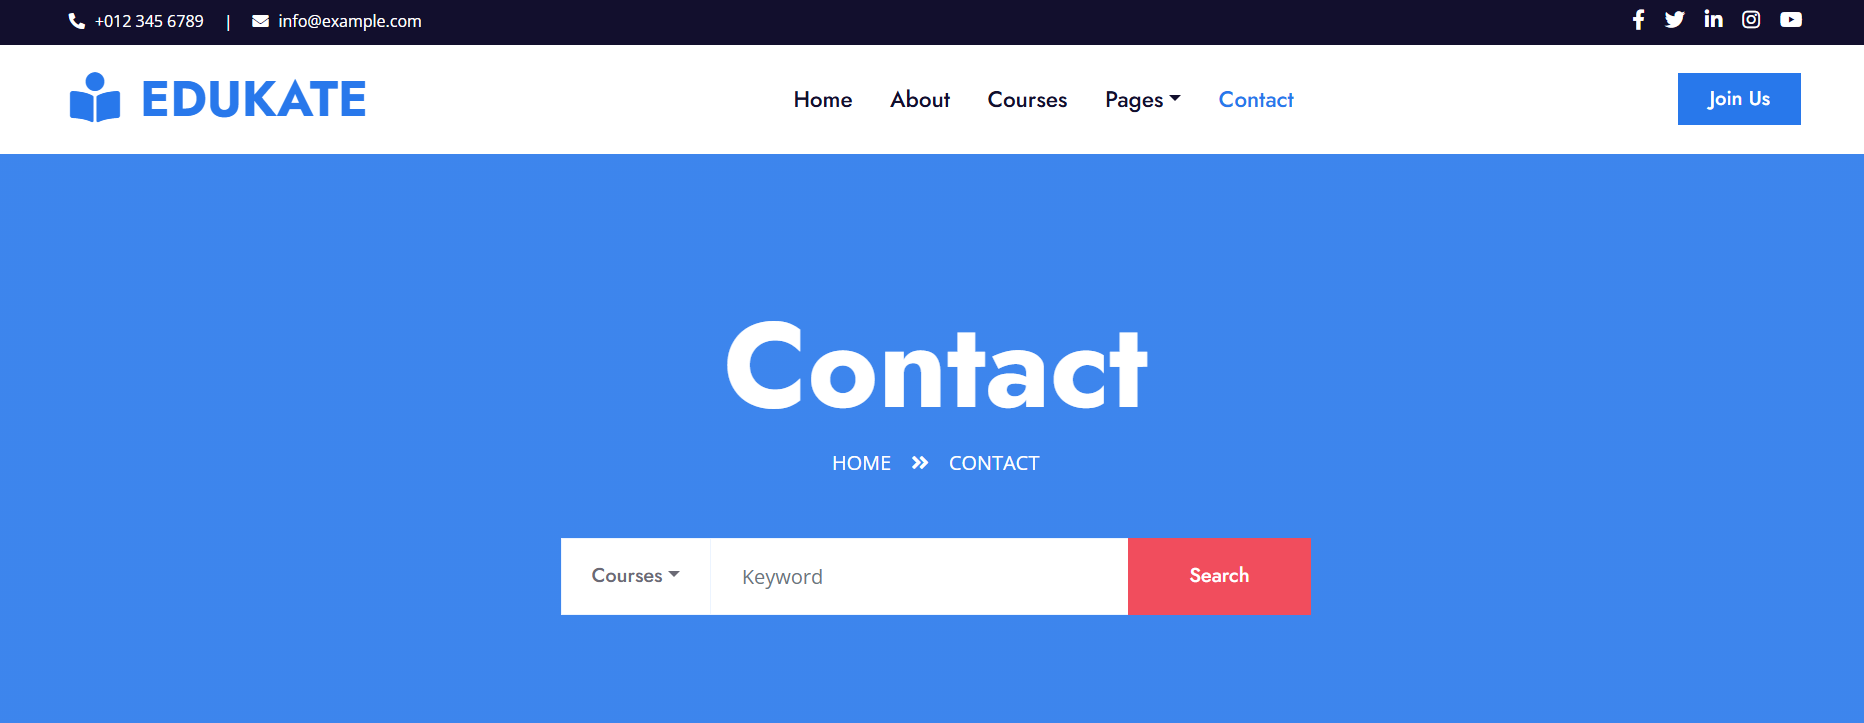 +012 345 6789 | info@example.com
EDUKATE
Home About Courses Pages Contact
Join Us
Contact
HOME CONTACT
Courses Keyword Search